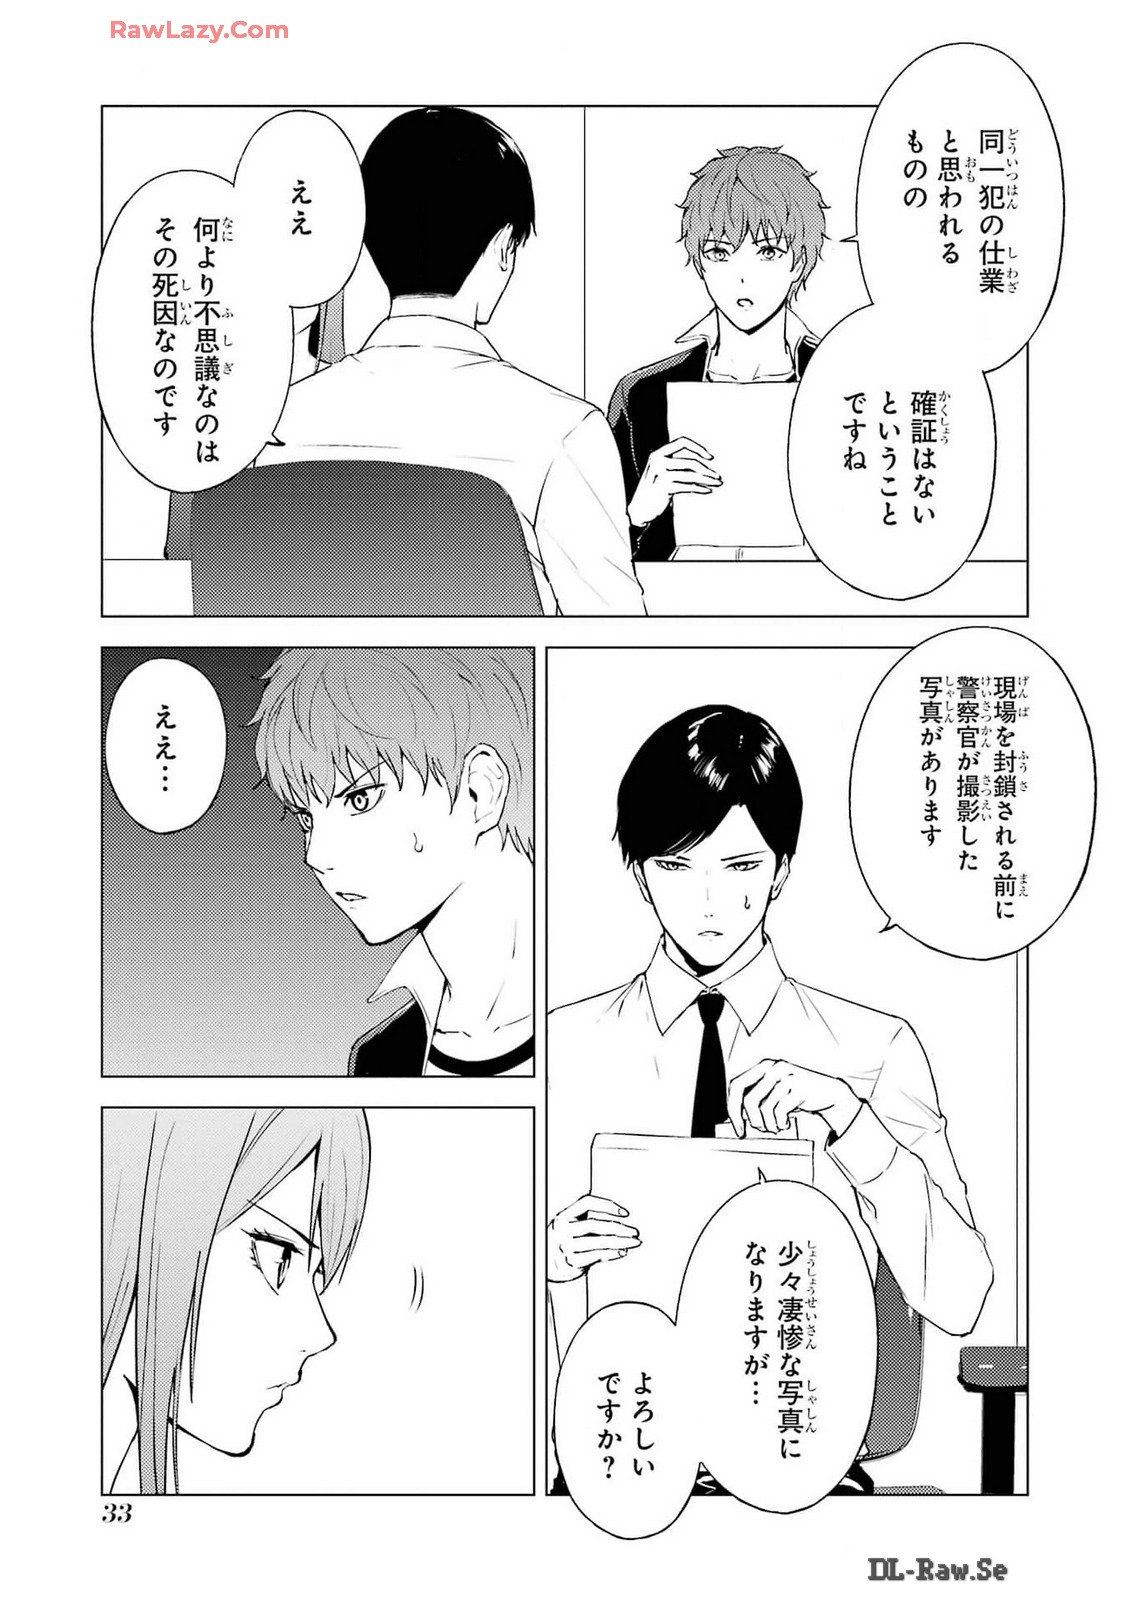 RawLazy.Com
同一犯の仕業
と思われる
ものの
確証はない
ということ
ですね
ええ
何より不思議なのは
その死因なのです
現場を封鎖される前に
警察官が撮影した
写真があります
少々凄惨な写真に
なりますが…
よろしい
ですか？
ええ…
33
DL-Raw.Se